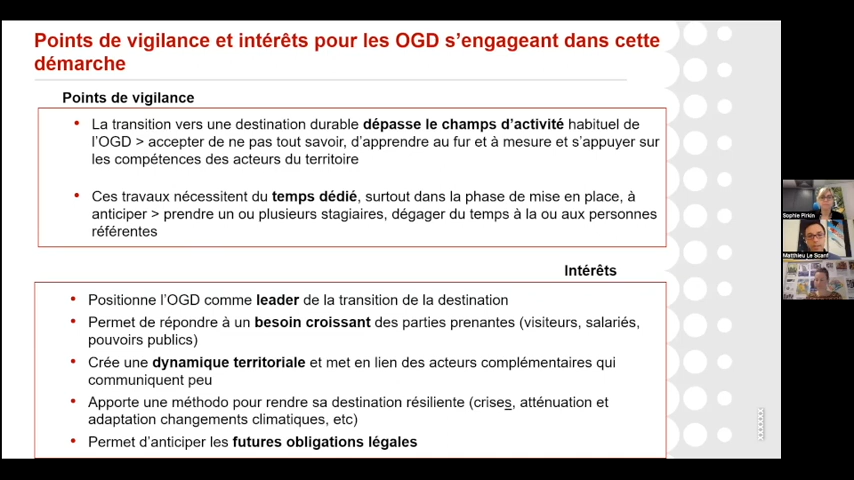 Points de vigilance et intérêts pour les OGD s’engageant dans cette
démarche
Points de vigilance
• La transition vers une destination durable dépasse le champs d’activité habituel de
l’OGD > accepter de ne pas tout savoir, d’apprendre au fur et à mesure et s’appuyer sur
les compétences des acteurs du territoire
• Ces travaux nécessitent du temps dédié, surtout dans la phase de mise en place, à
anticiper > prendre un ou plusieurs stagiaires, dégager du temps à la ou aux personnes
référentes
Intérêts
• Positionne l’OGD comme leader de la transition de la destination
• Permet de répondre à un besoin croissant des parties prenantes (visiteurs, salariés,
pouvoirs publics)
• Crée une dynamique territoriale et met en lien des acteurs complémentaires qui
communiquent peu
• Apporte une méthodo pour rendre sa destination résiliente (crises, atténuation et
adaptation changements climatiques, etc)
• Permet d’anticiper les futures obligations légales
Sophie Pirkin
Matthieu Le Scant